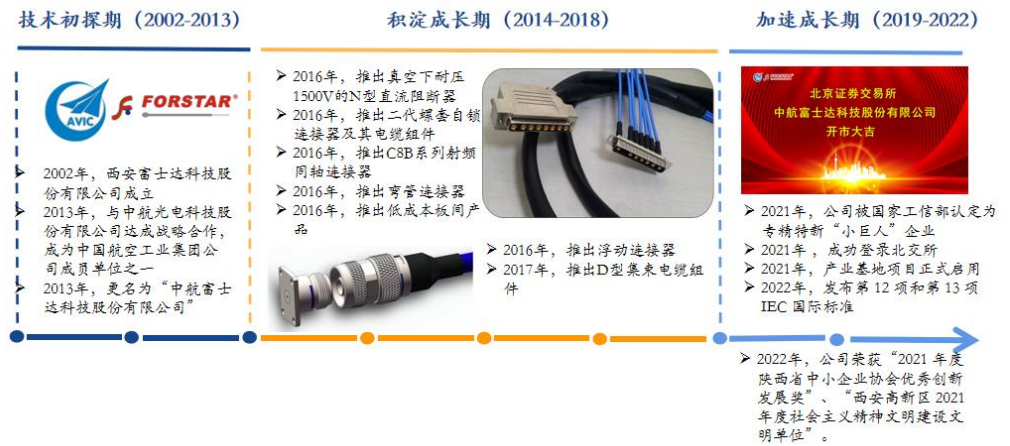 技术初探期（2002-2013）
积淀成长期（2014-2018）
加速成长期（2019-2022）
AVIC
FORSTAR®
➢ 2002年，西安富士达科技股
份有限公司成立
➢ 2013年，与中航光电科技股
份有限公司达成战略合作，
成为中国航空工业集团公
司成员单位之一
➢ 2013年，更名为“中航富士
达科技股份有限公司”
➢ 2016年，推出真空下耐压
1500V的N型直流阻断器
➢ 2016年，推出二代螺套自锁
连接器及其电缆组件
➢ 2016年，推出C8B系列射频
同轴连接器
➢ 2016年，推出弯管连接器
➢ 2016年，推出低成本板间产
品
➢ 2016年，推出浮动连接器
➢ 2017年，推出D型集束电缆组
件
北京证券交易所
中航富士达科技股份有限公司
开市大吉
➢ 2021年，公司被国家工信部认定为
专精特新“小巨人”企业
➢ 2021年 ，成功登录北交所
➢ 2021年，产业基地项目正式启用
➢ 2022年，发布第 12 项和第 13 项
IEC 国际标准
➢ 2022年，公司荣获“2021 年度
陕西省中小企业协会优秀创新
发展奖”、“西安高新区 2021
年度社会主义精神文明建设文
明单位”。